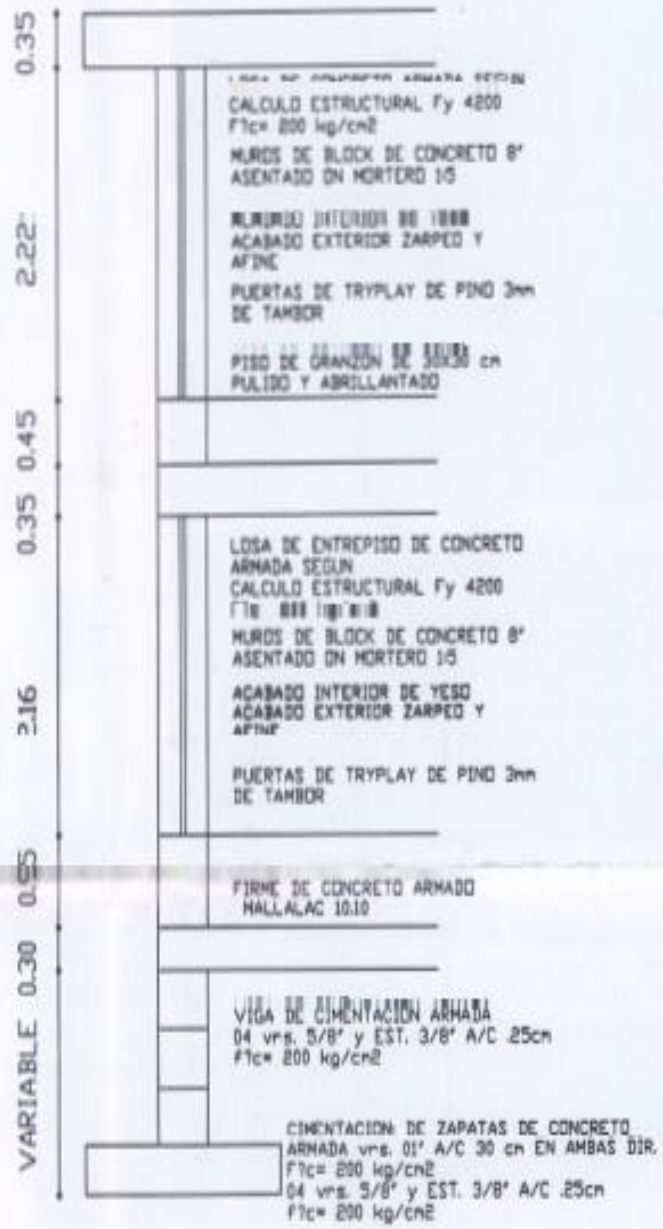 0.35
LOSA DE CONCRETO ARMADA SEGUN
CALCULO ESTRUCTURAL Fy 4200
F'c= 200 kg/cm2
MUROS DE BLOCK DE CONCRETO 8"
ASENTADO ON MORTERO 1:5
2.22
INTERIOR
ACABADO EXTERIOR ZARPEO Y
AFINE
PUERTAS DE TRYPLAY DE PINO 3mm
DE TAMBOR
PISO DE GRANZON DE 30X30 cm
PULIDO Y ABRILLANTADO
0.45
0.35
LOSA DE ENTREPISO DE CONCRETO
ARMADA SEGUN
CALCULO ESTRUCTURAL Fy 4200
MUROS DE BLOCK DE CONCRETO 8"
ASENTADO ON MORTERO 1:5
2.16
ACABADO INTERIOR DE YESO
ACABADO EXTERIOR ZARPEO Y
AFINE
PUERTAS DE TRYPLAY DE PINO 3mm
DE TAMBOR
FIRME DE CONCRETO ARMADO
MALLALAC 10.10
0.30
VIGA DE CIMENTACION ARMADA
04 vrs. 5/8" y EST. 3/8" A/C .25cm
F'c= 200 kg/cm2
VARIABLE
CIMENTACION DE ZAPATAS DE CONCRETO
ARMADA vrs. 01" A/C 30 cm EN AMBAS DIR.
F'c= 200 kg/cm2
04 vrs. 5/8" y EST. 3/8" A/C .25cm
F'c= 200 kg/cm2